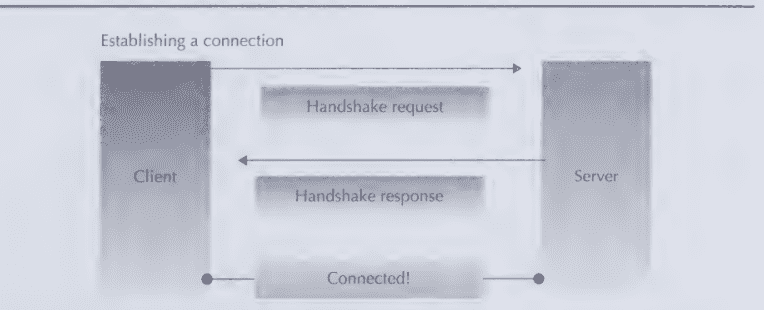 Establishing a connection
Handshake request
Client
Server
Handshake response
Connected!